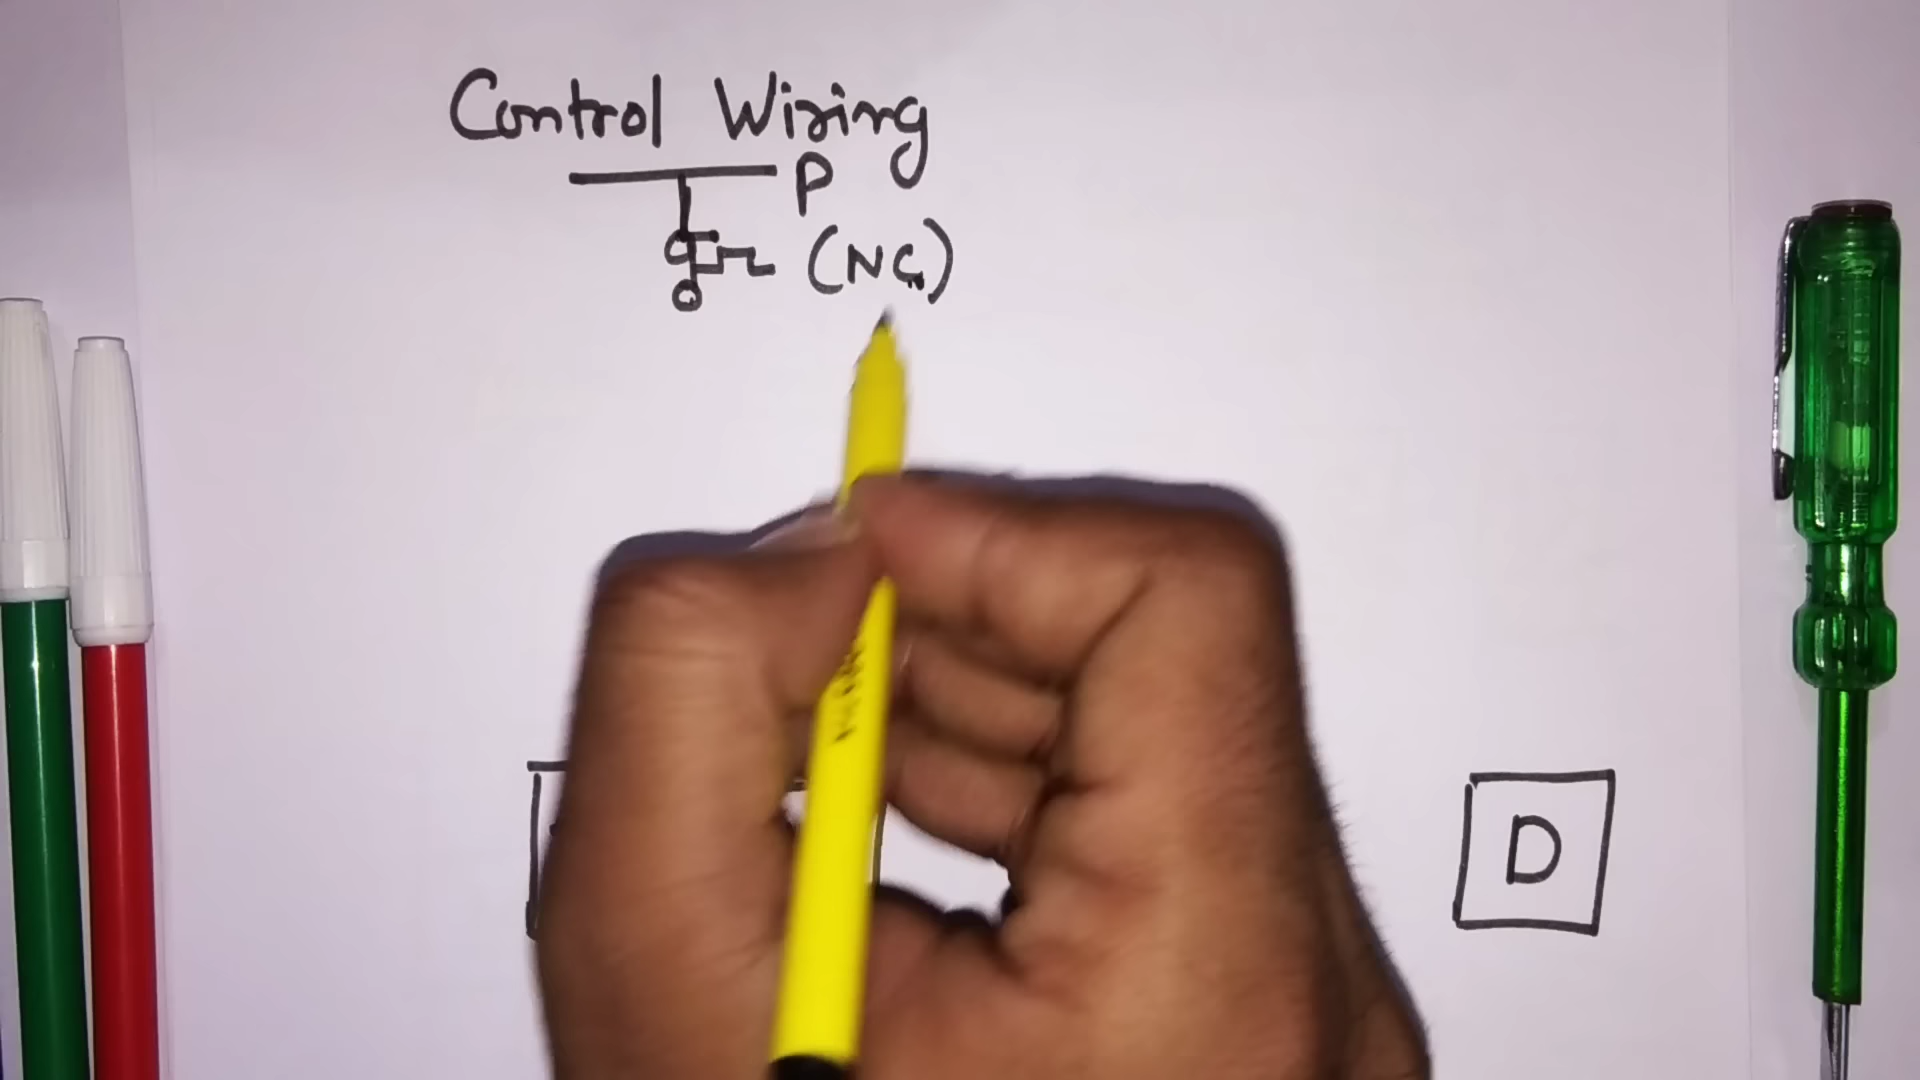 Control Wiring
P
(NC)
D